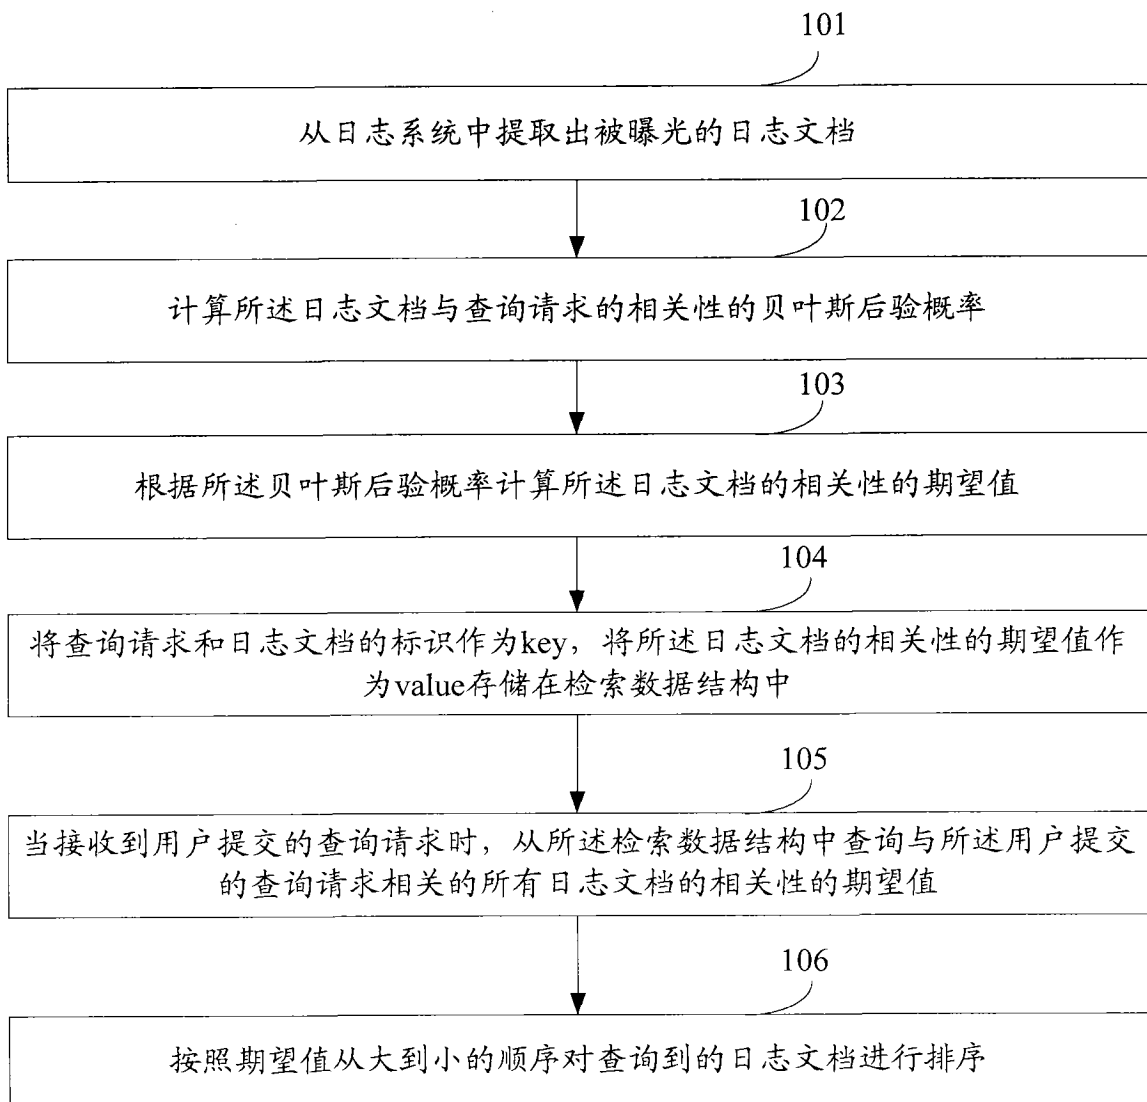 101
从日志系统中提取出被曝光的日志文档
102
计算所述日志文档与查询请求的相关性的贝叶斯后验概率
103
根据所述贝叶斯后验概率计算所述日志文档的相关性的期望值
104
将查询请求和日志文档的标识作为key，将所述日志文档的相关性的期望值作
为value存储在检索数据结构中
105
当接收到用户提交的查询请求时，从所述检索数据结构中查询与所述用户提交
的查询请求相关的所有日志文档的相关性的期望值
106
按照期望值从大到小的顺序对查询到的日志文档进行排序